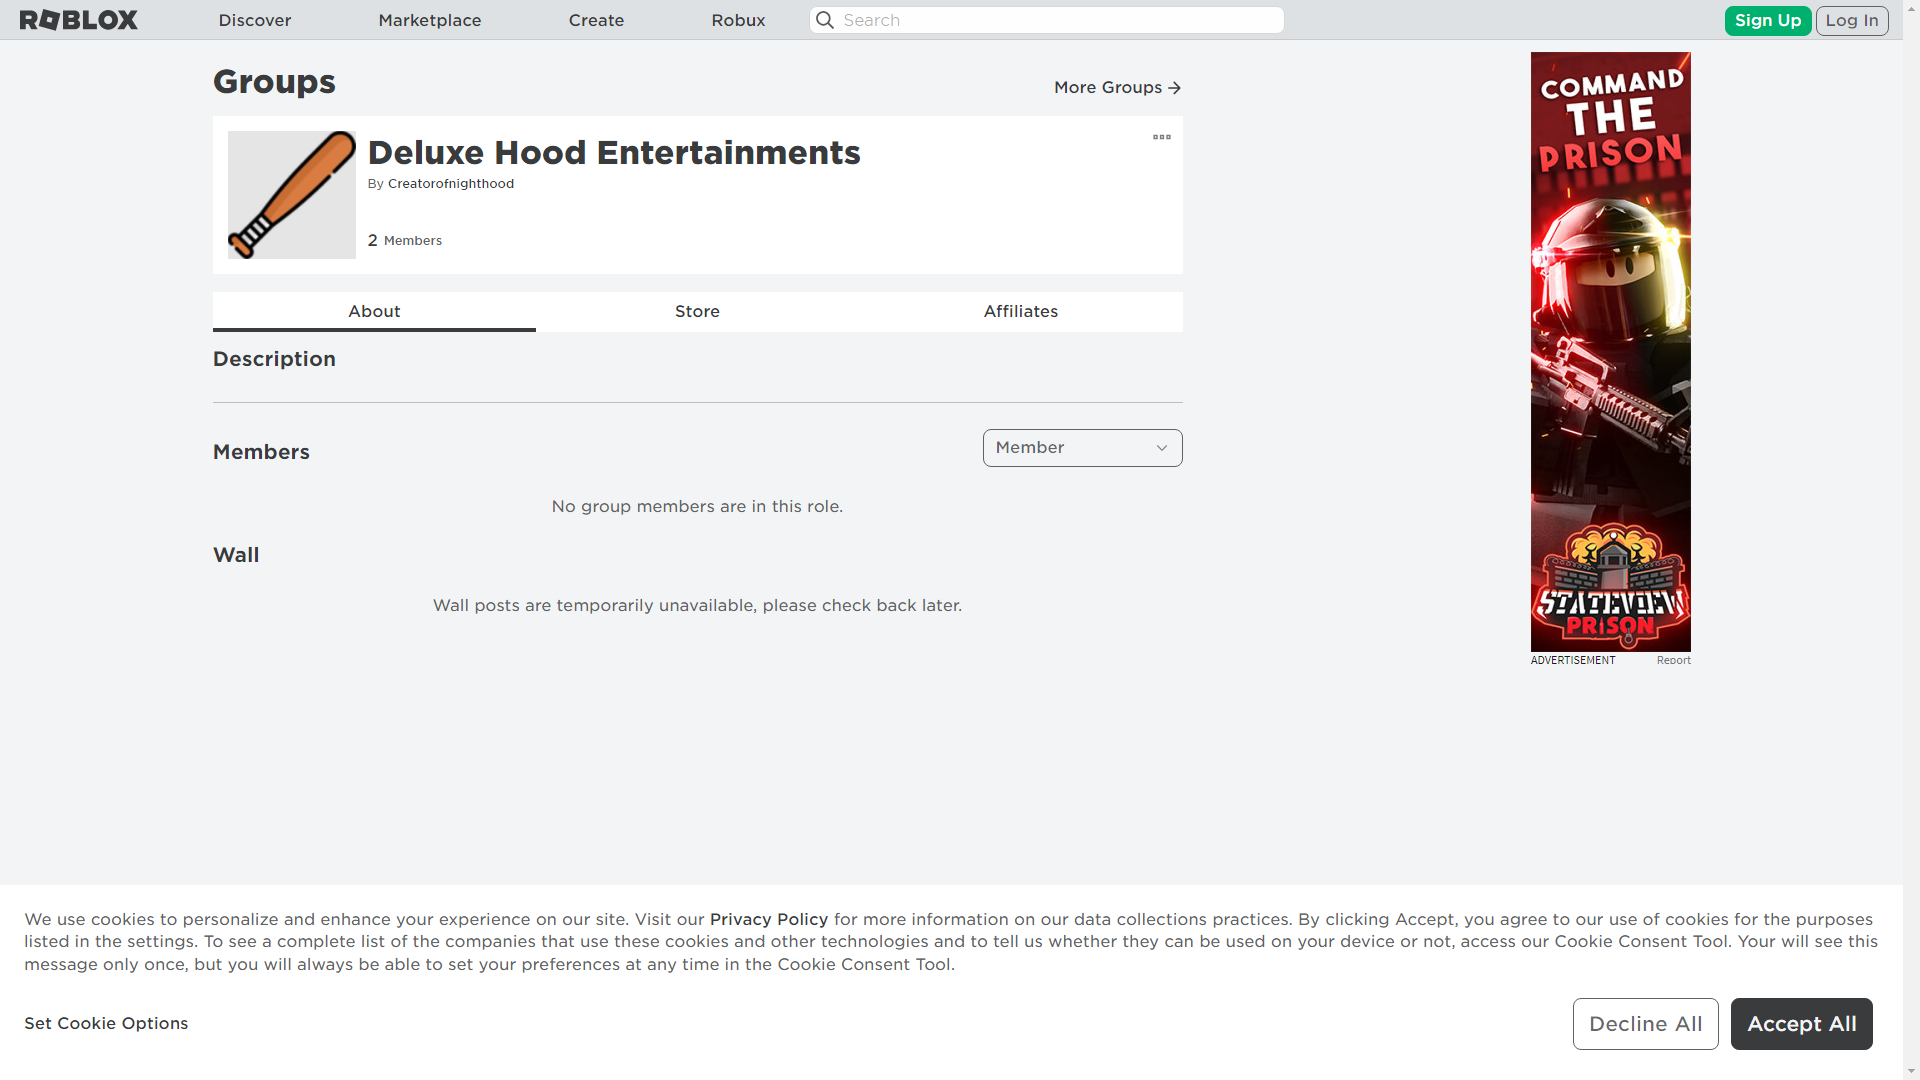 ROBLOX
Discover
Marketplace
Create
Robux
Search
Sign Up
Log In
Groups
More Groups
Deluxe Hood Entertainments
By Creatorofnighthood
2 Members
About
Store
Affiliates
Description
Members
Member
No group members are in this role.
Wall
Wall posts are temporarily unavailable, please check back later.
COMMAND
THE
PRISON
STATEVIEW
PRISON
ADVERTISEMENT
Report
We use cookies to personalize and enhance your experience on our site. Visit our Privacy Policy for more information on our data collections practices. By clicking Accept, you agree to our use of cookies for the purposes
listed in the settings. To see a complete list of the companies that use these cookies and other technologies and to tell us whether they can be used on your device or not, access our Cookie Consent Tool. Your will see this
message only once, but you will always be able to set your preferences at any time in the Cookie Consent Tool.
Set Cookie Options
Decline All
Accept All